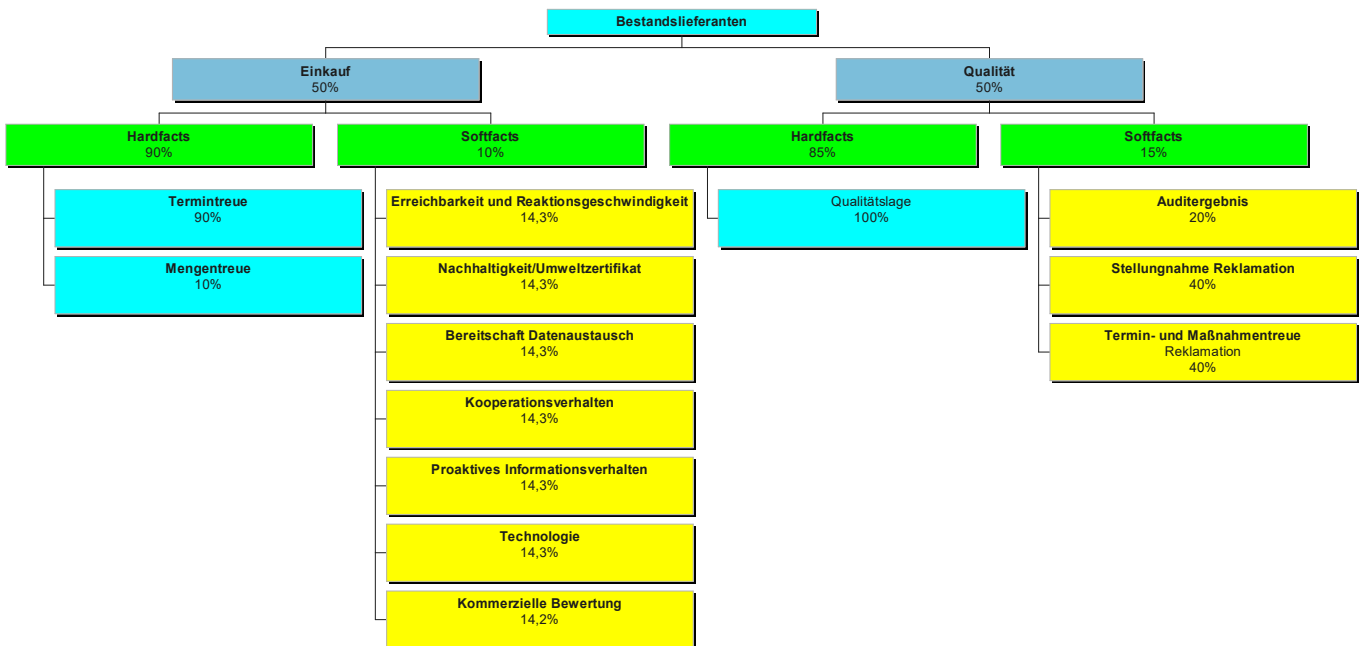 Bestandslieferanten
Einkauf
50%
Qualität
50%
Hardfacts
90%
Softfacts
10%
Hardfacts
85%
Softfacts
15%
Termintreue
90%
Mengentreue
10%
Erreichbarkeit und Reaktionsgeschwindigkeit
14,3%
Nachhaltigkeit/Umweltzertifikat
14,3%
Bereitschaft Datenaustausch
14,3%
Kooperationsverhalten
14,3%
Proaktives Informationsverhalten
14,3%
Technologie
14,3%
Kommerzielle Bewertung
14,2%
Qualitätslage
100%
Auditergebnis
20%
Stellungnahme Reklamation
40%
Termin- und Maßnahmentreue
Reklamation
40%